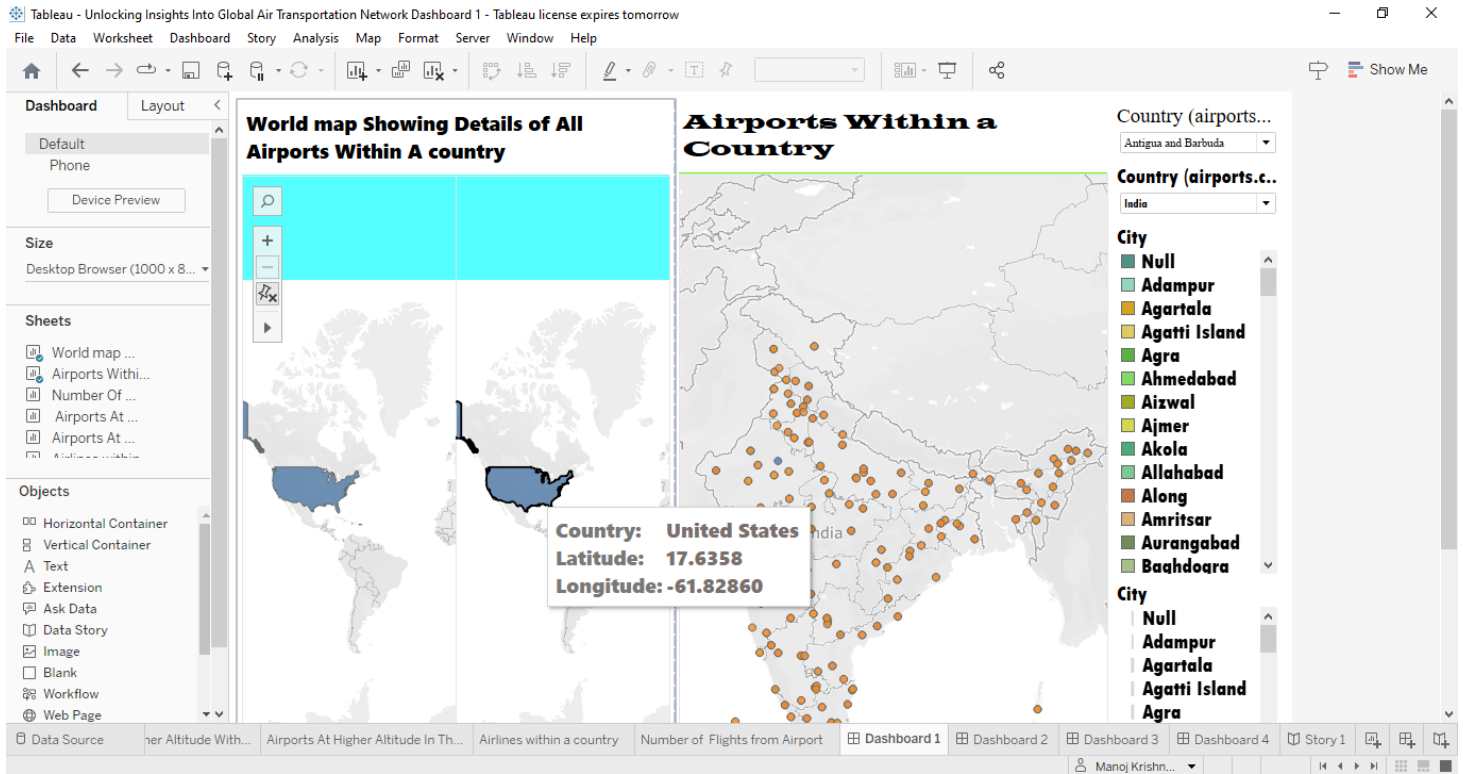 Tableau - Unlocking Insights Into Global Air Transportation Network Dashboard 1 - Tableau license expires tomorrow
File Data Worksheet Dashboard Story Analysis Map Format Server Window Help
Show Me
Dashboard Layout
Default
Phone
Device Preview
Size
Desktop Browser (1000 x 8...
Sheets
World map ...
Airports Withi...
Number Of ...
Airports At ...
Airports At ...
Objects
Horizontal Container
Vertical Container
Text
Extension
Ask Data
Data Story
Image
Blank
Workflow
Web Page
World map Showing Details of All
Airports Within A country
Country: United States
Latitude: 17.6358
Longitude: -61.82860
Airports Within a
Country
Country (airports...
Antigua and Barbuda
Country (airports.c..
India
City
Null
Adampur
Agartala
Agatti Island
Agra
Ahmedabad
Aizwal
Ajmer
Akola
Allahabad
Along
Amritsar
Aurangabad
Baghdogra
City
Null
Adampur
Agartala
Agatti Island
Agra
Data Source
her Altitude With... Airports At Higher Altitude In Th... Airlines within a country Number of Flights from Airport Dashboard 1 Dashboard 2 Dashboard 3 Dashboard 4 Story 1
Manoj Krishn...